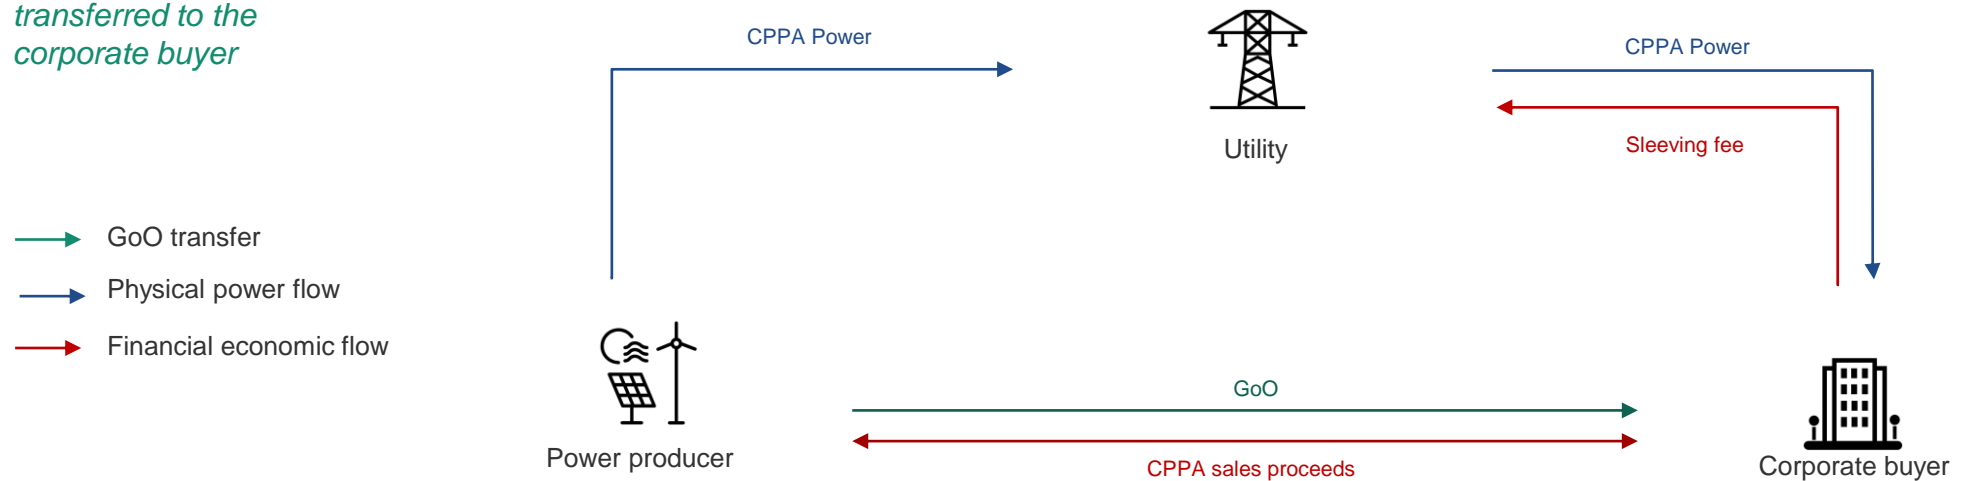 transferred to the
corporate buyer
GoO transfer
Physical power flow
Financial economic flow
CPPA Power
Utility
CPPA Power
Sleeving fee
Power producer
GoO
CPPA sales proceeds
Corporate buyer